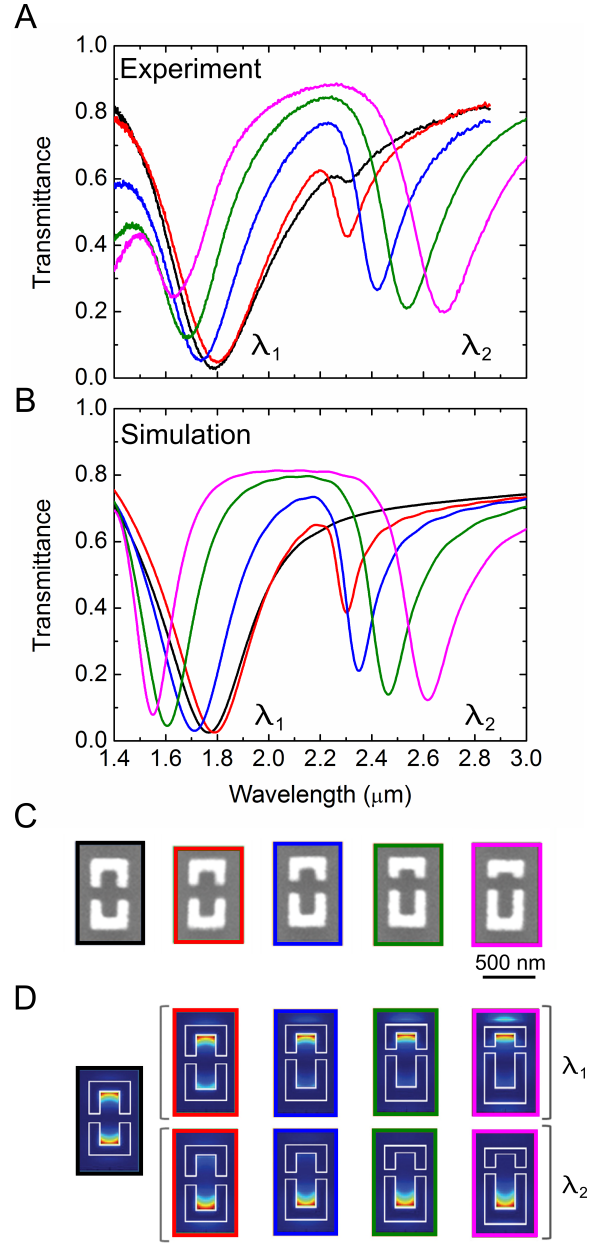 A
Experiment
Transmittance
1.0
0.8
0.6
0.4
0.2
0.0
λ1
λ2
B
Simulation
Transmittance
1.0
0.8
0.6
0.4
0.2
0.0
λ1
λ2
1.4 1.6 1.8 2.0 2.2 2.4 2.6 2.8 3.0
Wavelength (μm)
C
500 nm
D
λ1
λ2